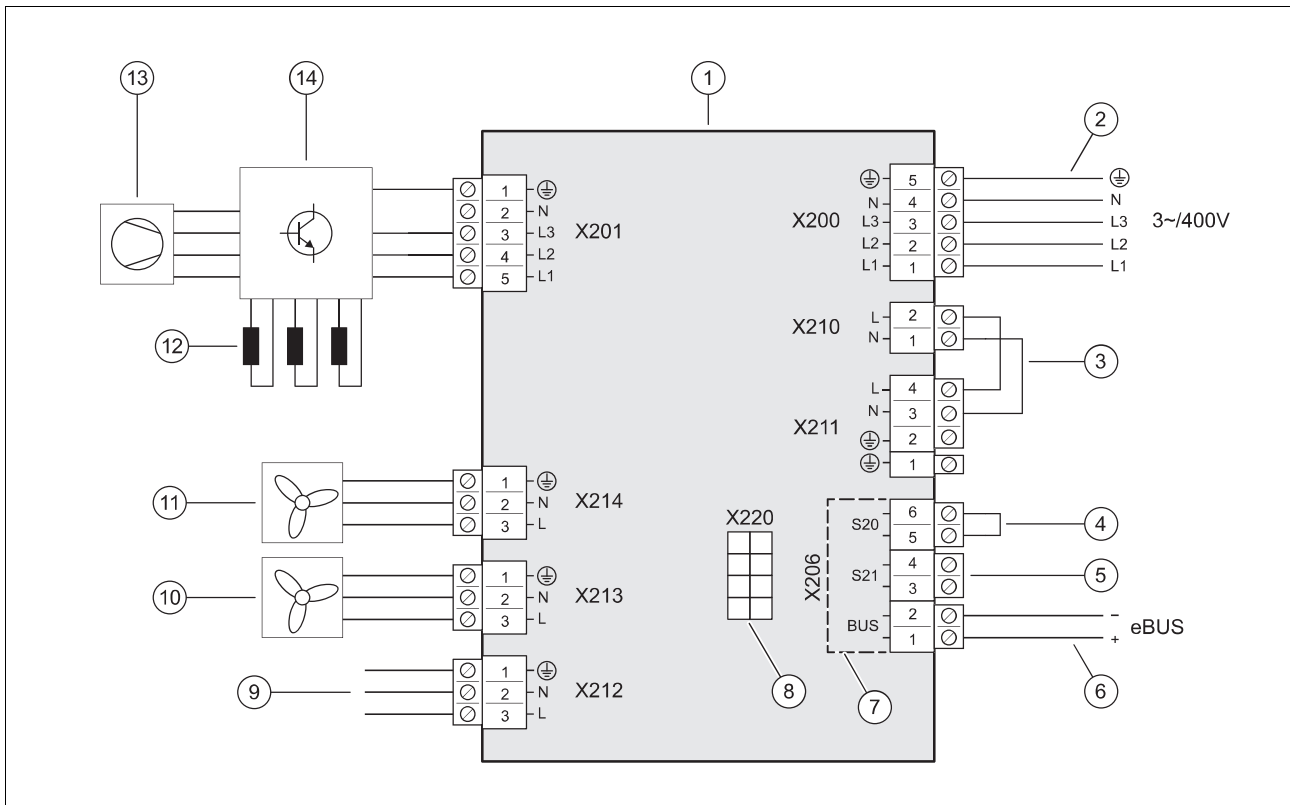 13
14
1
2
X201
1
2 N
3 L3
4 L2
5 L1
X200
5
N 4 N
L3 3 L3
L2 2 L2
L1 1 L1
3~/400V
12
X210
L 2
N 1
3
X211
L 4
N 3
2
1
11
1
2 N
3 L
X214
10
1
2 N
3 L
X213
9
1
2 N
3 L
X212
X220
8
X206
7
S20
6
5
4
S21
4
3
5
BUS
2 −
1 +
eBUS
6